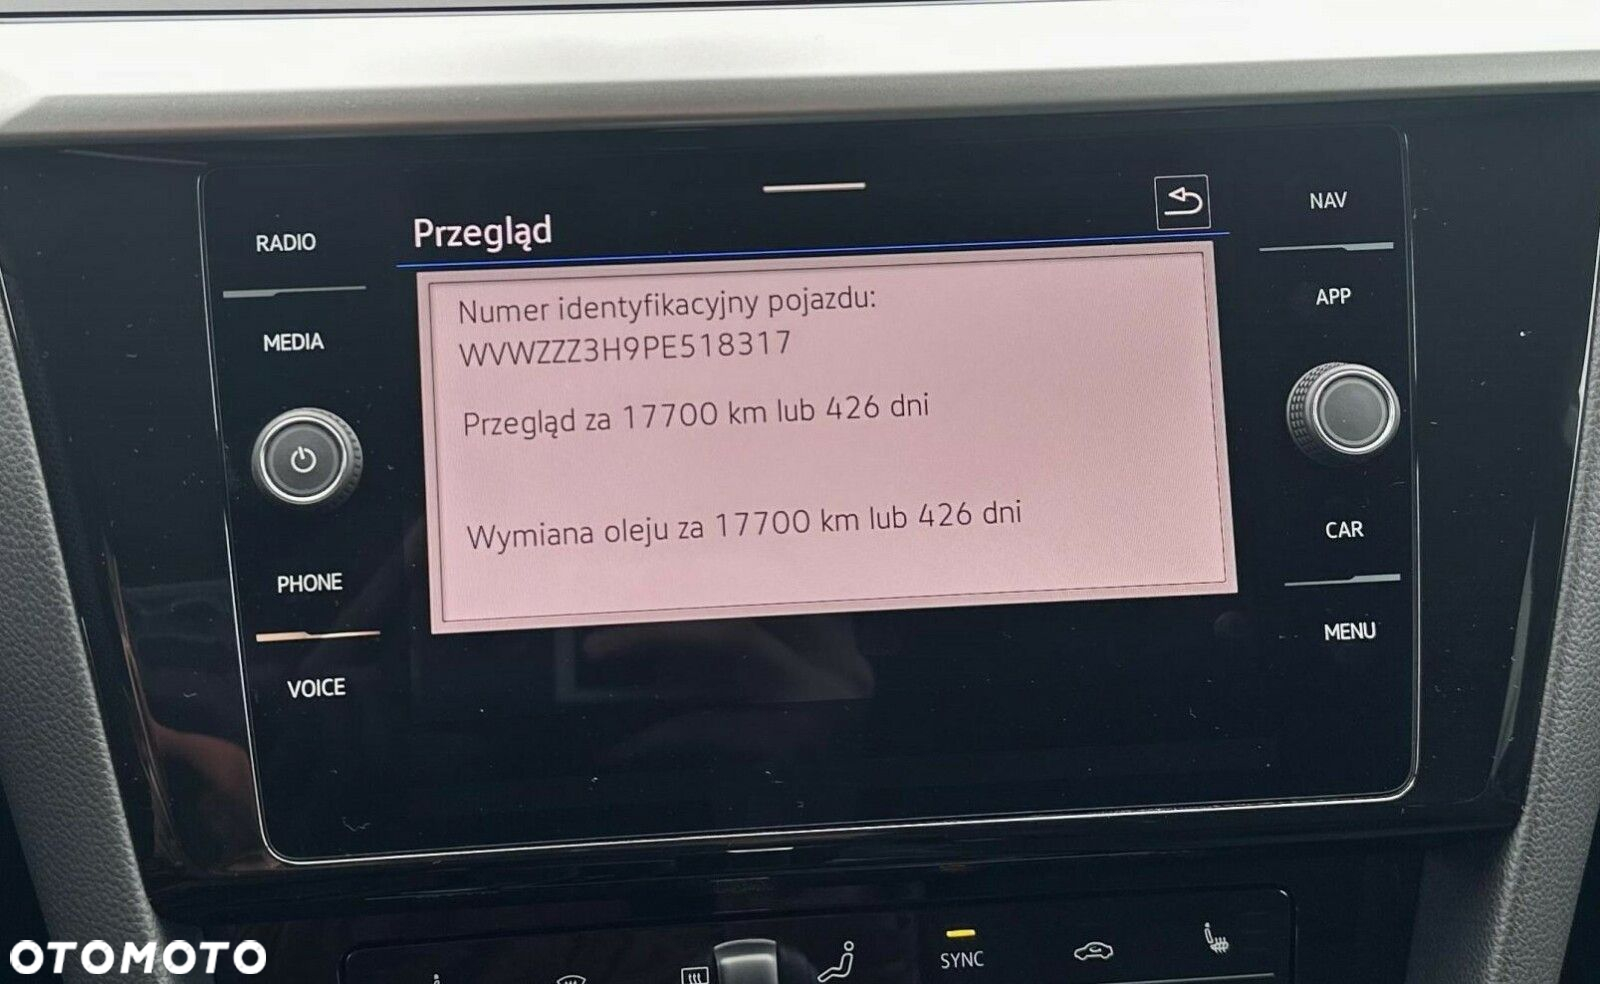 RADIO
MEDIA
PHONE
VOICE
Przegląd
Numer identyfikacyjny pojazdu:
WVWZZZ3H9PE518317
Przegląd za 17700 km lub 426 dni
Wymiana oleju za 17700 km lub 426 dni
NAV
APP
CAR
MENU
SYNC
OTOMOTO